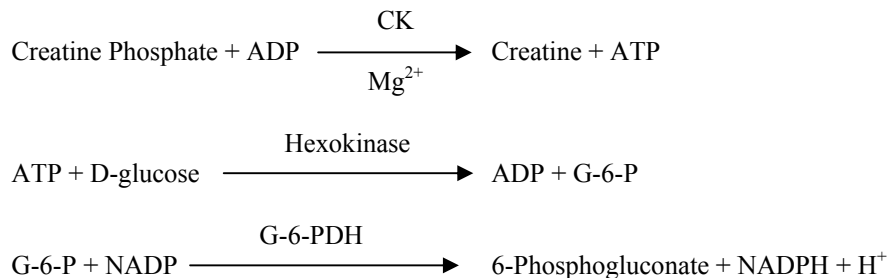 CK
Creatine Phosphate + ADP Creatine + ATP
Mg²⁺
Hexokinase
ATP + D-glucose ADP + G-6-P
G-6-PDH
G-6-P + NADP 6-Phosphogluconate + NADPH + H⁺